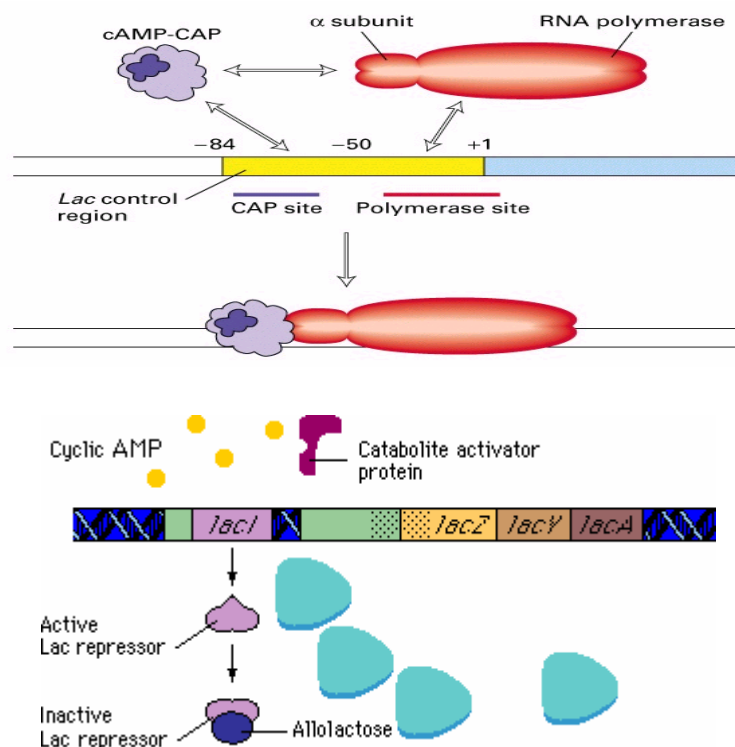 α subunit
RNA polymerase
cAMP-CAP
−84
−50
+1
Lac control
region
CAP site
Polymerase site
Cyclic AMP
Catabolite activator
protein
lacI
lacZ
lacY
lacA
Active
Lac repressor
Inactive
Lac repressor
Allolactose